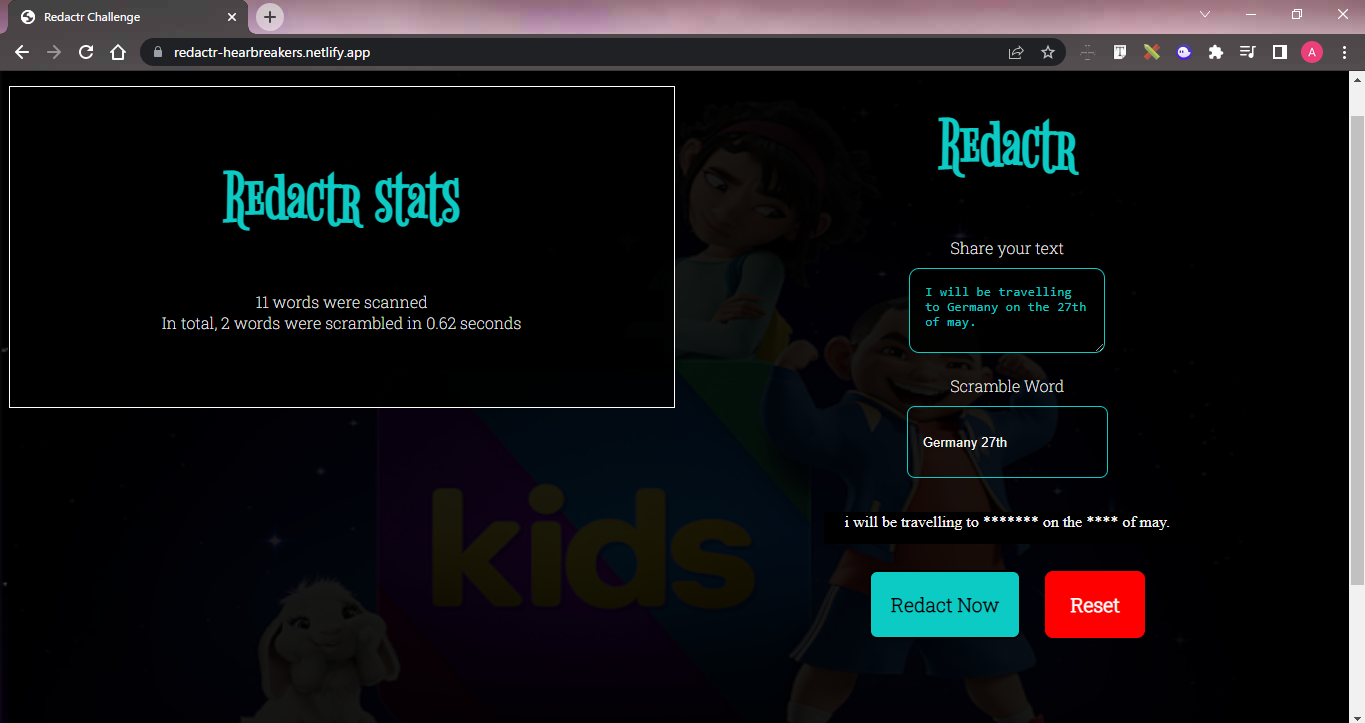 Redactr Challenge
redactr-hearbreakers.netlify.app
A
Redactr stats
11 words were scanned
In total, 2 words were scrambled in 0.62 seconds
Redactr
Share your text
I will be travelling
to Germany on the 27th
of may.
Scramble Word
Germany 27th
i will be travelling to ******* on the **** of may.
Redact Now
Reset
kids